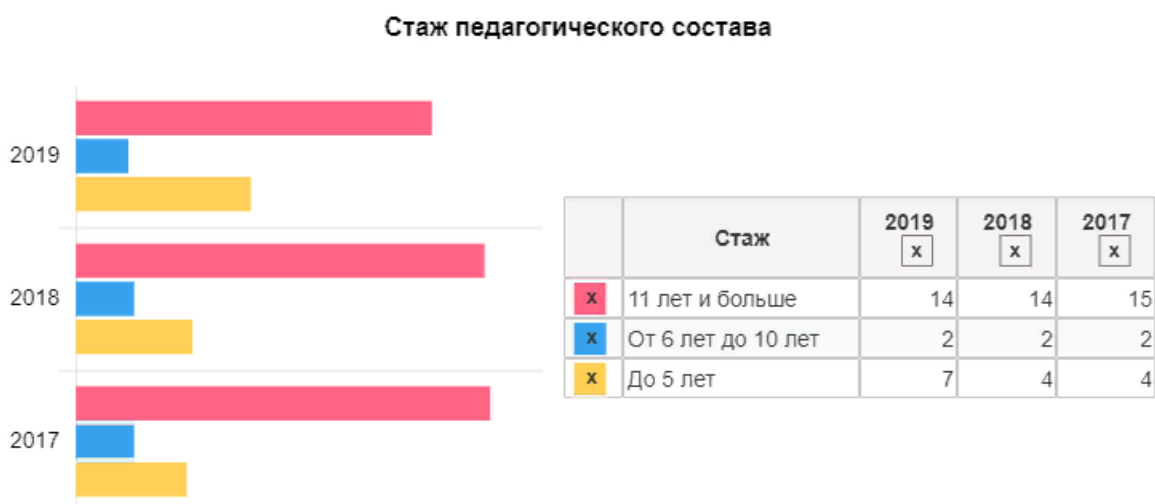 Стаж педагогического состава
2019
2018
2017
Стаж 2019 2018 2017
x x x
x 11 лет и больше 14 14 15
x От 6 лет до 10 лет 2 2 2
x До 5 лет 7 4 4